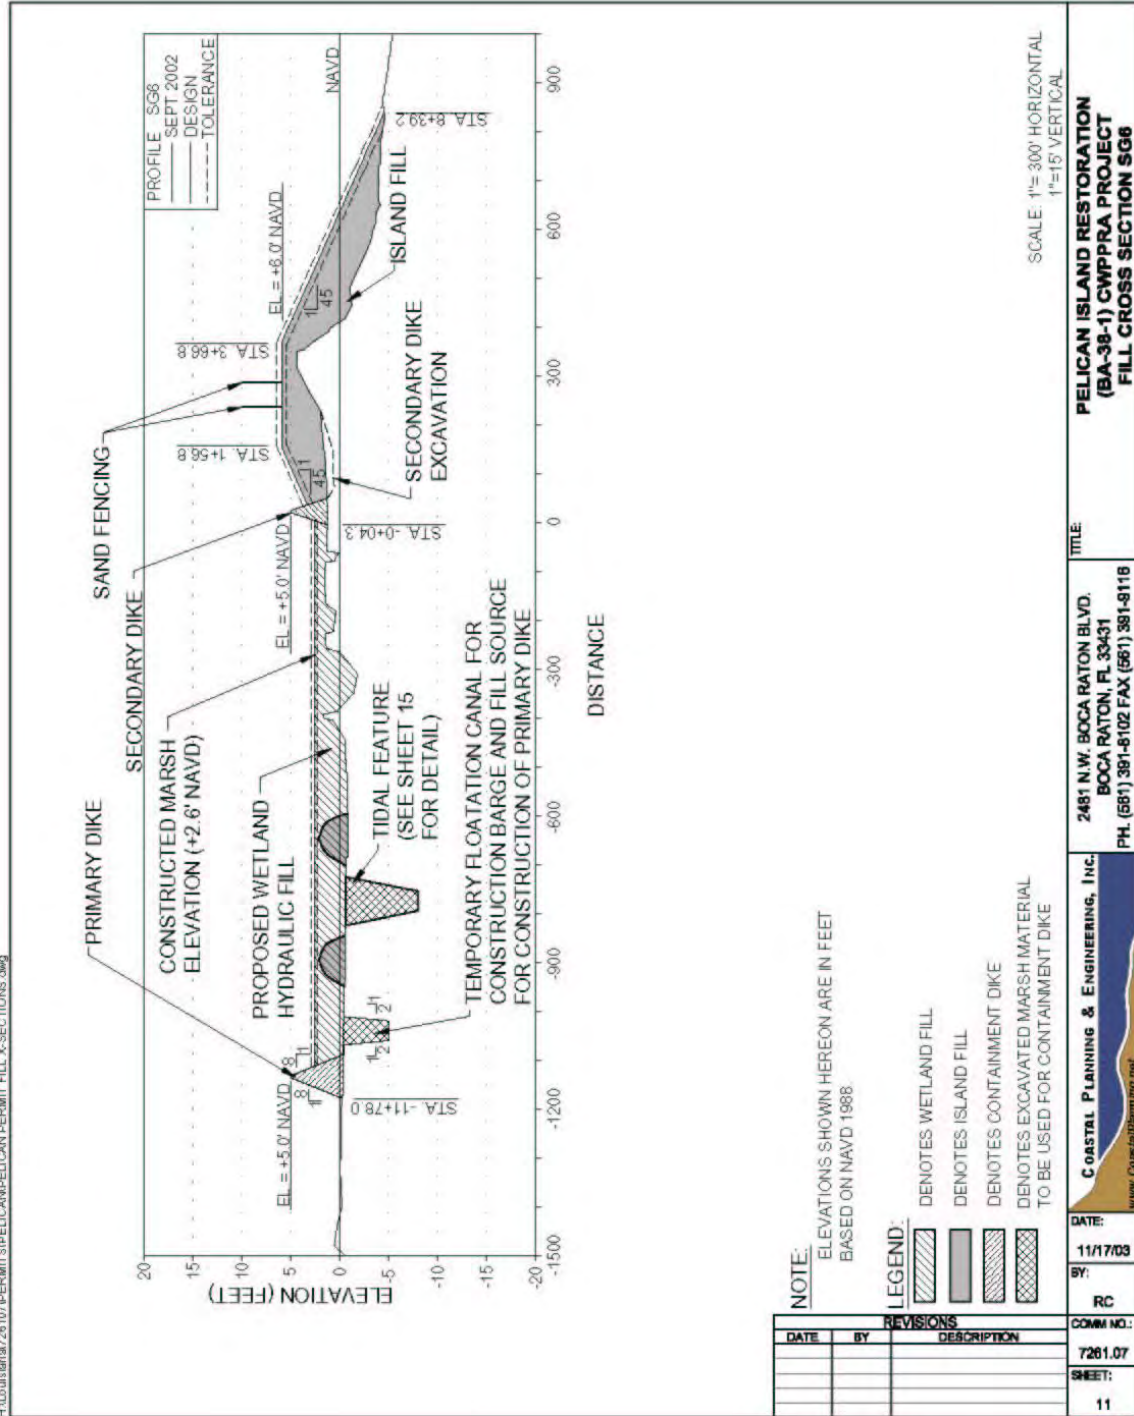 PROFILE SG6
SEPT 2002
DESIGN
TOLERANCE
NAVD
20
15
10
5
0
-5
-10
-15
-20
ELEVATION (FEET)
-1500
-1200
-900
-600
-300
0
300
600
900
DISTANCE
PRIMARY DIKE
SECONDARY DIKE
SAND FENCING
CONSTRUCTED MARSH
ELEVATION (+2.6' NAVD)
PROPOSED WETLAND
HYDRAULIC FILL
EL = +5.0' NAVD
EL = +5.0' NAVD
EL = +6.0' NAVD
STA. -11+78.0
STA. -0+04.3
STA. 1+56.8
STA. 3+66.8
STA. 8+39.2
8
1
8
1
1
2
2
1
45
1
1
45
TIDAL FEATURE
(SEE SHEET 15
FOR DETAIL)
TEMPORARY FLOATATION CANAL FOR
CONSTRUCTION BARGE AND FILL SOURCE
FOR CONSTRUCTION OF PRIMARY DIKE
SECONDARY DIKE
EXCAVATION
ISLAND FILL
SCALE: 1"= 300' HORIZONTAL
1"=15' VERTICAL
NOTE:
ELEVATIONS SHOWN HEREON ARE IN FEET
BASED ON NAVD 1988
LEGEND:
DENOTES WETLAND FILL
DENOTES ISLAND FILL
DENOTES CONTAINMENT DIKE
DENOTES EXCAVATED MARSH MATERIAL
TO BE USED FOR CONTAINMENT DIKE
REVISIONS
DATE BY DESCRIPTION
DATE:
11/17/03
BY:
RC
COMM NO.:
7261.07
SHEET:
11
COASTAL PLANNING & ENGINEERING, INC.
2481 N.W. BOCA RATON BLVD.
BOCA RATON, FL 33431
PH. (561) 391-8102 FAX (561) 391-9116
TITLE:
PELICAN ISLAND RESTORATION
(BA-38-1) CWPPRA PROJECT
FILL CROSS SECTION SG6